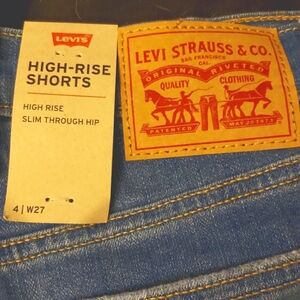 LEVI'S
HIGH-RISE
SHORTS
HIGH RISE
SLIM THROUGH HIP
4 | W27
LEVI STRAUSS & CO.
SAN FRANCISCO
CAL.
ORIGINAL RIVETED
QUALITY CLOTHING
PATENTED MAY 20 1873